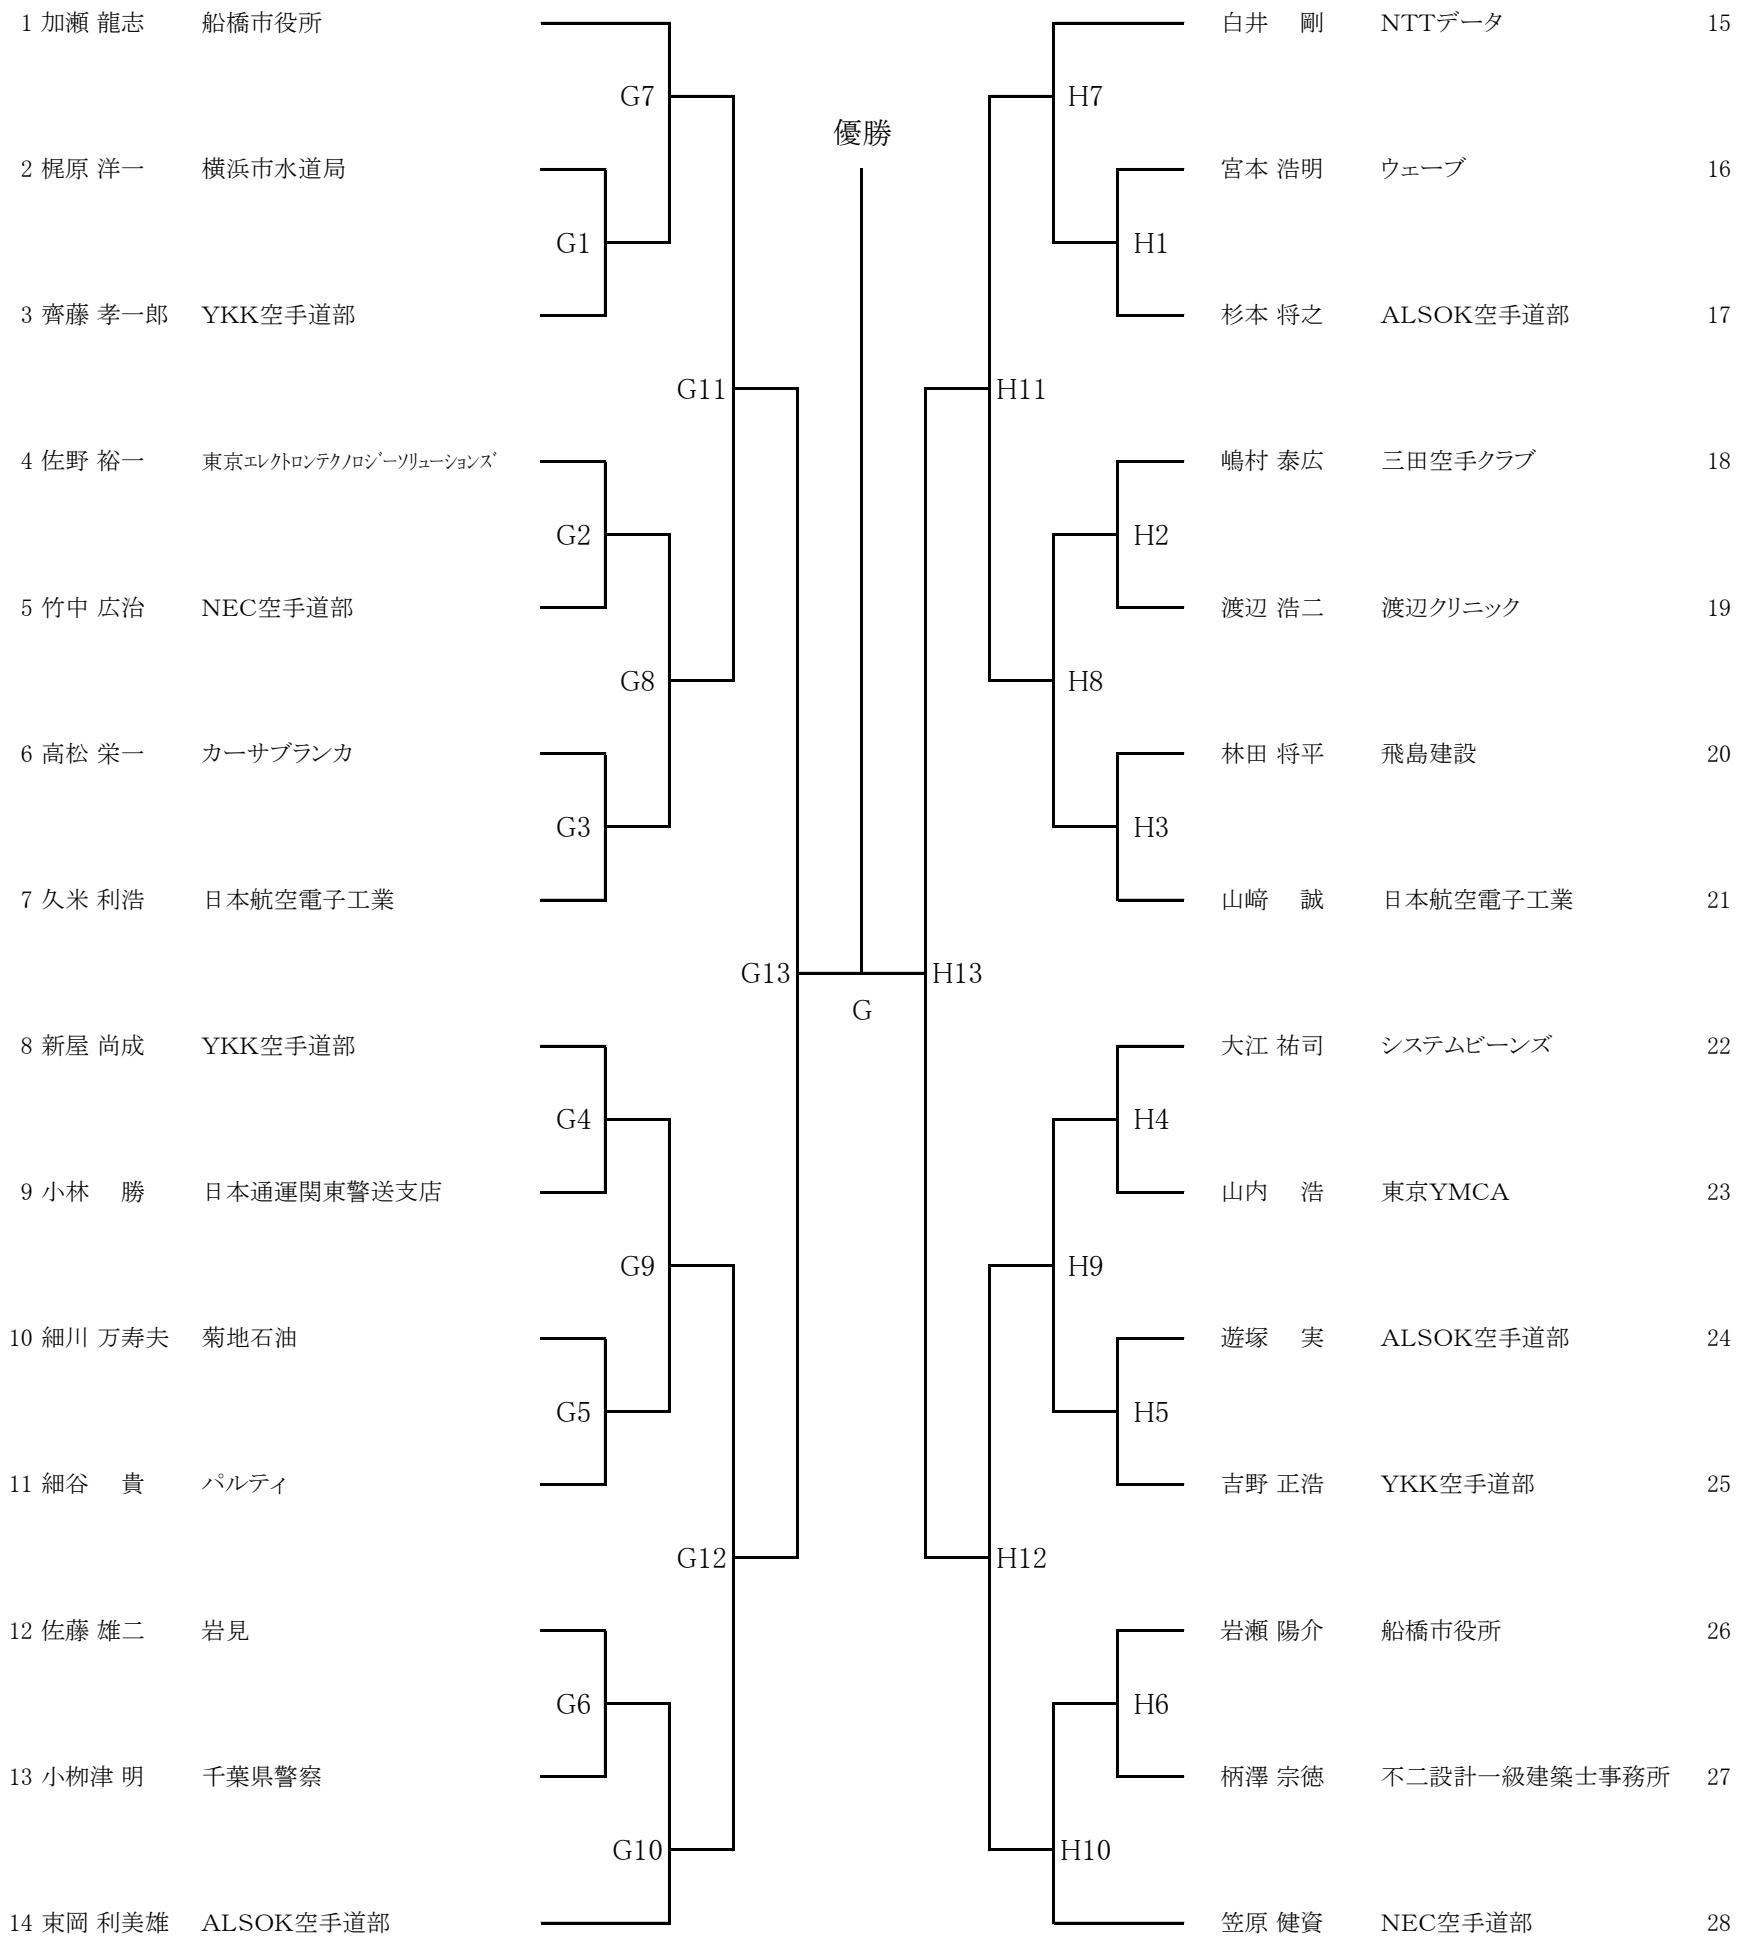 1 加瀬 龍志 船橋市役所 白井 剛 NTTデータ 15
G7 H7
優勝
2 梶原 洋一 横浜市水道局 宮本 浩明 ウェーブ 16
G1 H1
3 齊藤 孝一郎 YKK空手道部 杉本 将之 ALSOK空手道部 17
G11 H11
4 佐野 裕一 東京エレクトロンテクノロジーソリューションズ 嶋村 泰広 三田空手クラブ 18
G2 H2
5 竹中 広治 NEC空手道部 渡辺 浩二 渡辺クリニック 19
G8 H8
6 高松 栄一 カーサブランカ 林田 将平 飛島建設 20
G3 H3
7 久米 利浩 日本航空電子工業 山﨑 誠 日本航空電子工業 21
G13 H13
G
8 新屋 尚成 YKK空手道部 大江 祐司 システムビーンズ 22
G4 H4
9 小林 勝 日本通運関東警送支店 山内 浩 東京YMCA 23
G9 H9
10 細川 万寿夫 菊地石油 遊塚 実 ALSOK空手道部 24
G5 H5
11 細谷 貴 パルティ 吉野 正浩 YKK空手道部 25
G12 H12
12 佐藤 雄二 岩見 岩瀬 陽介 船橋市役所 26
G6 H6
13 小栁津 明 千葉県警察 柄澤 宗徳 不二設計一級建築士事務所 27
G10 H10
14 束岡 利美雄 ALSOK空手道部 笠原 健資 NEC空手道部 28